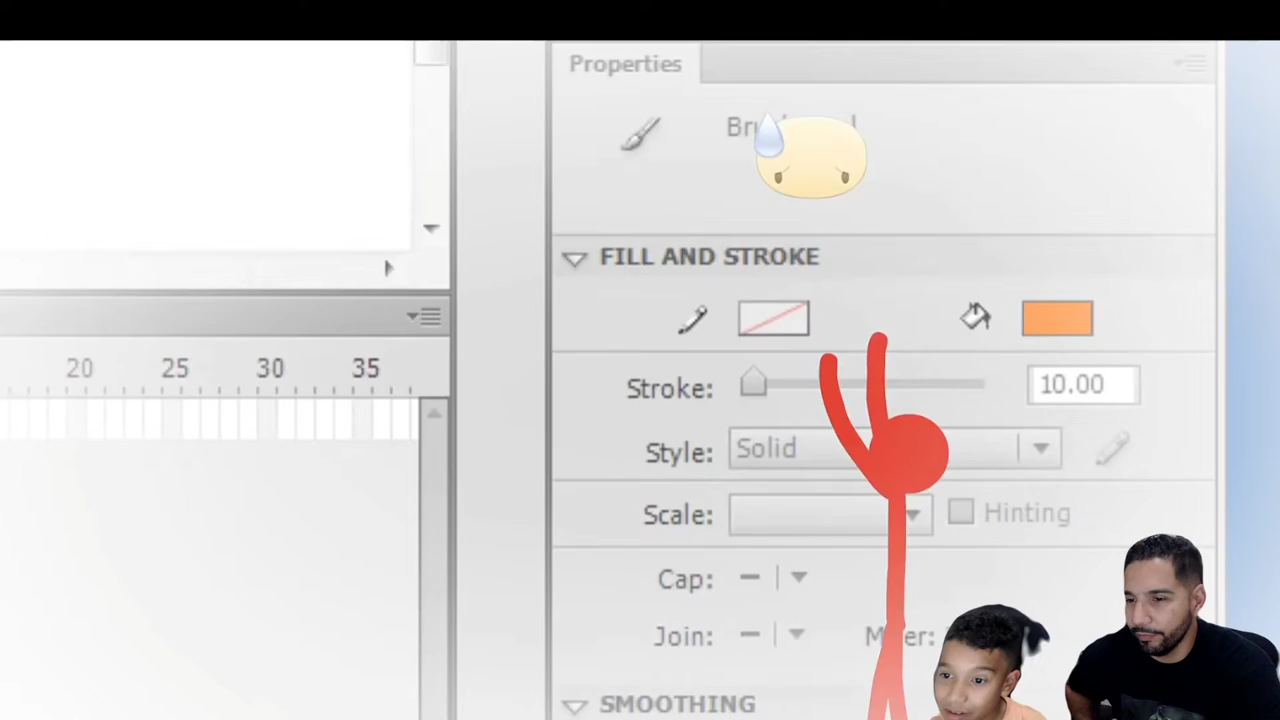 Properties
FILL AND STROKE
20 25 30 35
Stroke: 10.00
Style: Solid
Scale: Hinting
Cap:
Join:
SMOOTHING